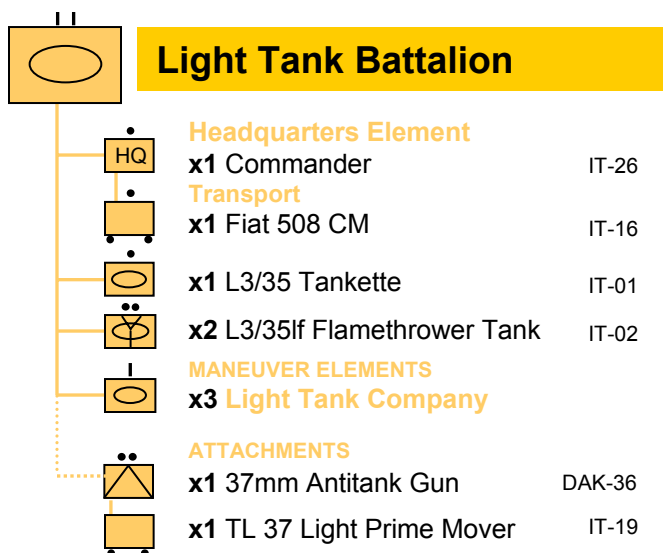 Light Tank Battalion
Headquarters Element
HQ x1 Commander IT-26
Transport
x1 Fiat 508 CM IT-16
x1 L3/35 Tankette IT-01
x2 L3/35lf Flamethrower Tank IT-02
MANEUVER ELEMENTS
x3 Light Tank Company
ATTACHMENTS
x1 37mm Antitank Gun DAK-36
x1 TL 37 Light Prime Mover IT-19